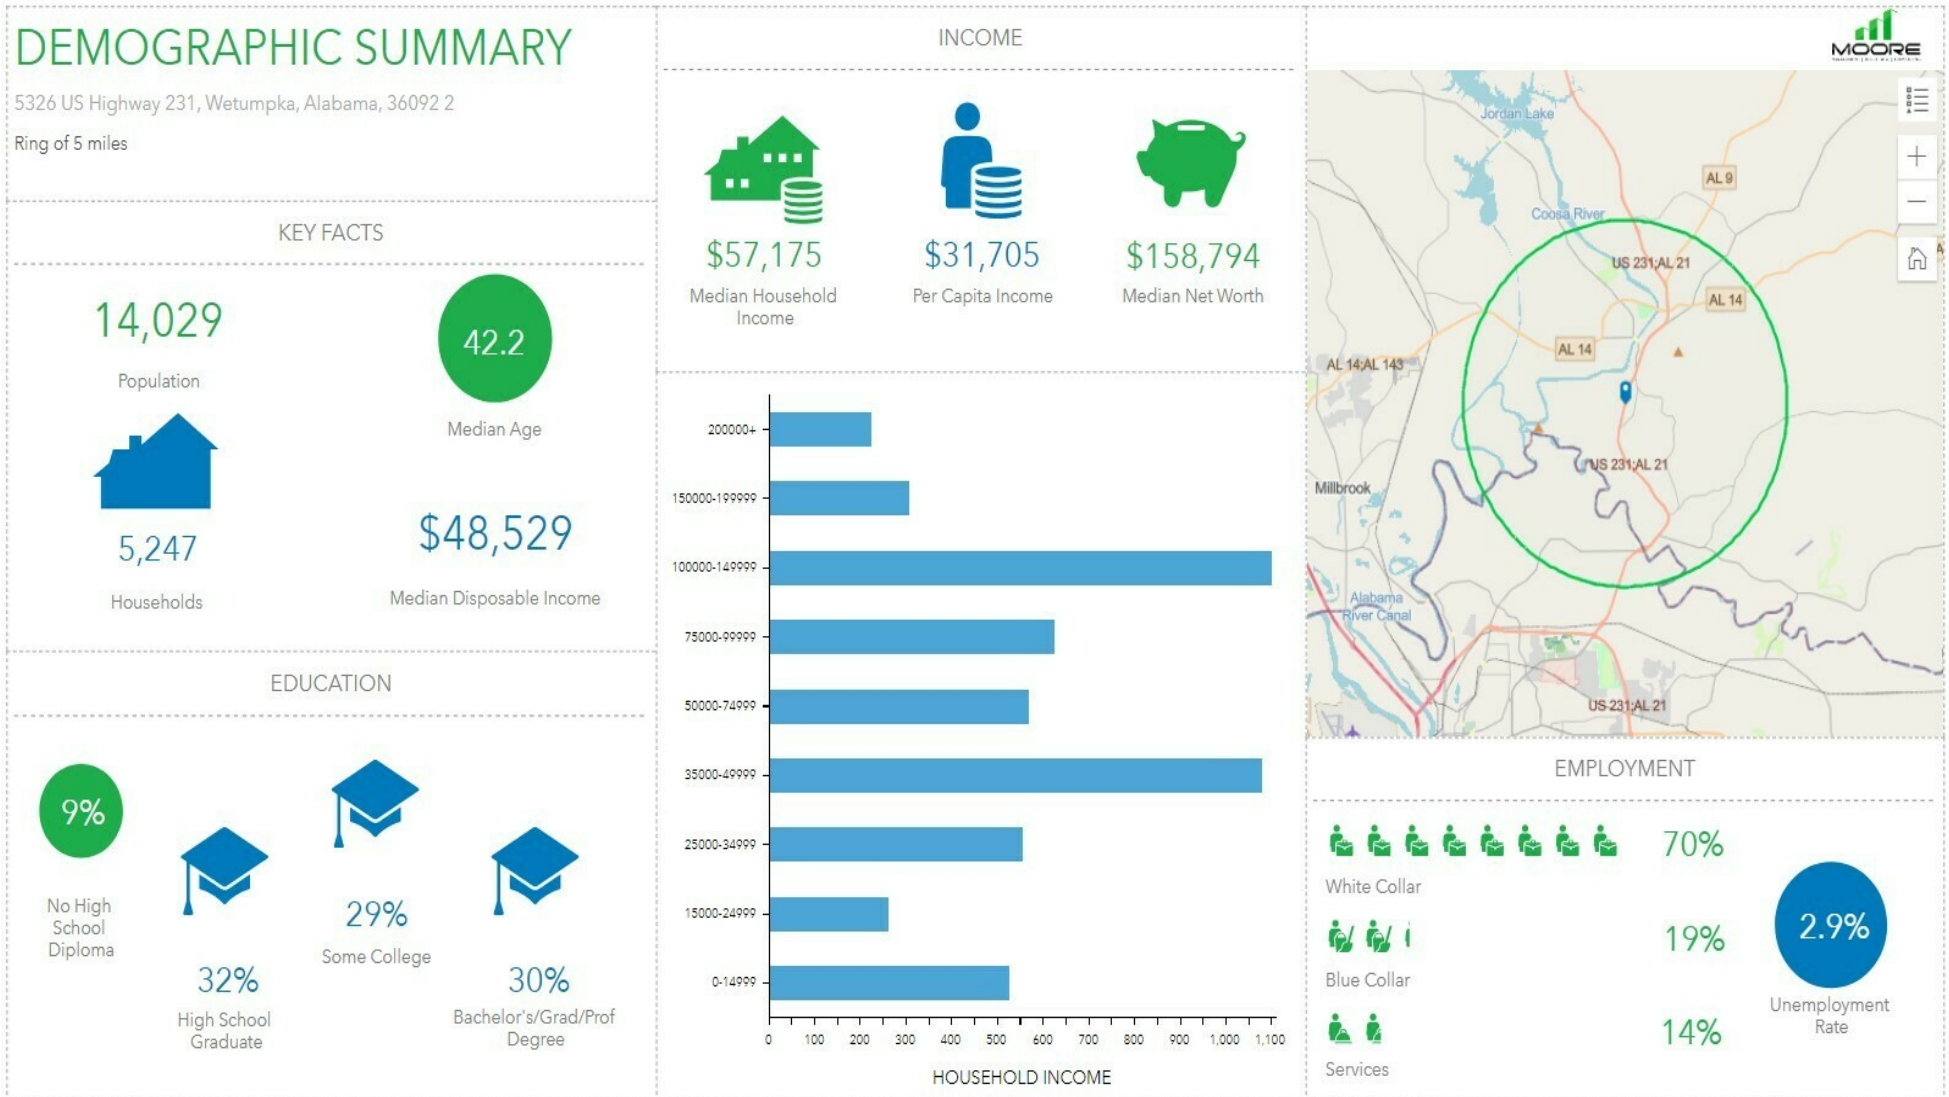 DEMOGRAPHIC SUMMARY
5326 US Highway 231, Wetumpka, Alabama, 36092 2
Ring of 5 miles
KEY FACTS
14,029
Population
42.2
Median Age
5,247
Households
$48,529
Median Disposable Income
EDUCATION
9%
No High
School
Diploma
32%
High School
Graduate
29%
Some College
30%
Bachelor's/Grad/Prof
Degree
INCOME
$57,175
Median Household
Income
$31,705
Per Capita Income
$158,794
Median Net Worth
200000+
150000-199999
100000-149999
75000-99999
50000-74999
35000-49999
25000-34999
15000-24999
0-14999
0 100 200 300 400 500 600 700 800 900 1,000 1,100
HOUSEHOLD INCOME
MOORE
Jordan Lake
AL 9
Coosa River
US 231;AL 21
AL 14
AL 14
AL 14;AL 143
US 231;AL 21
Millbrook
Alabama
River Canal
US 231;AL 21
EMPLOYMENT
70%
White Collar
19%
Blue Collar
14%
Services
2.9%
Unemployment
Rate